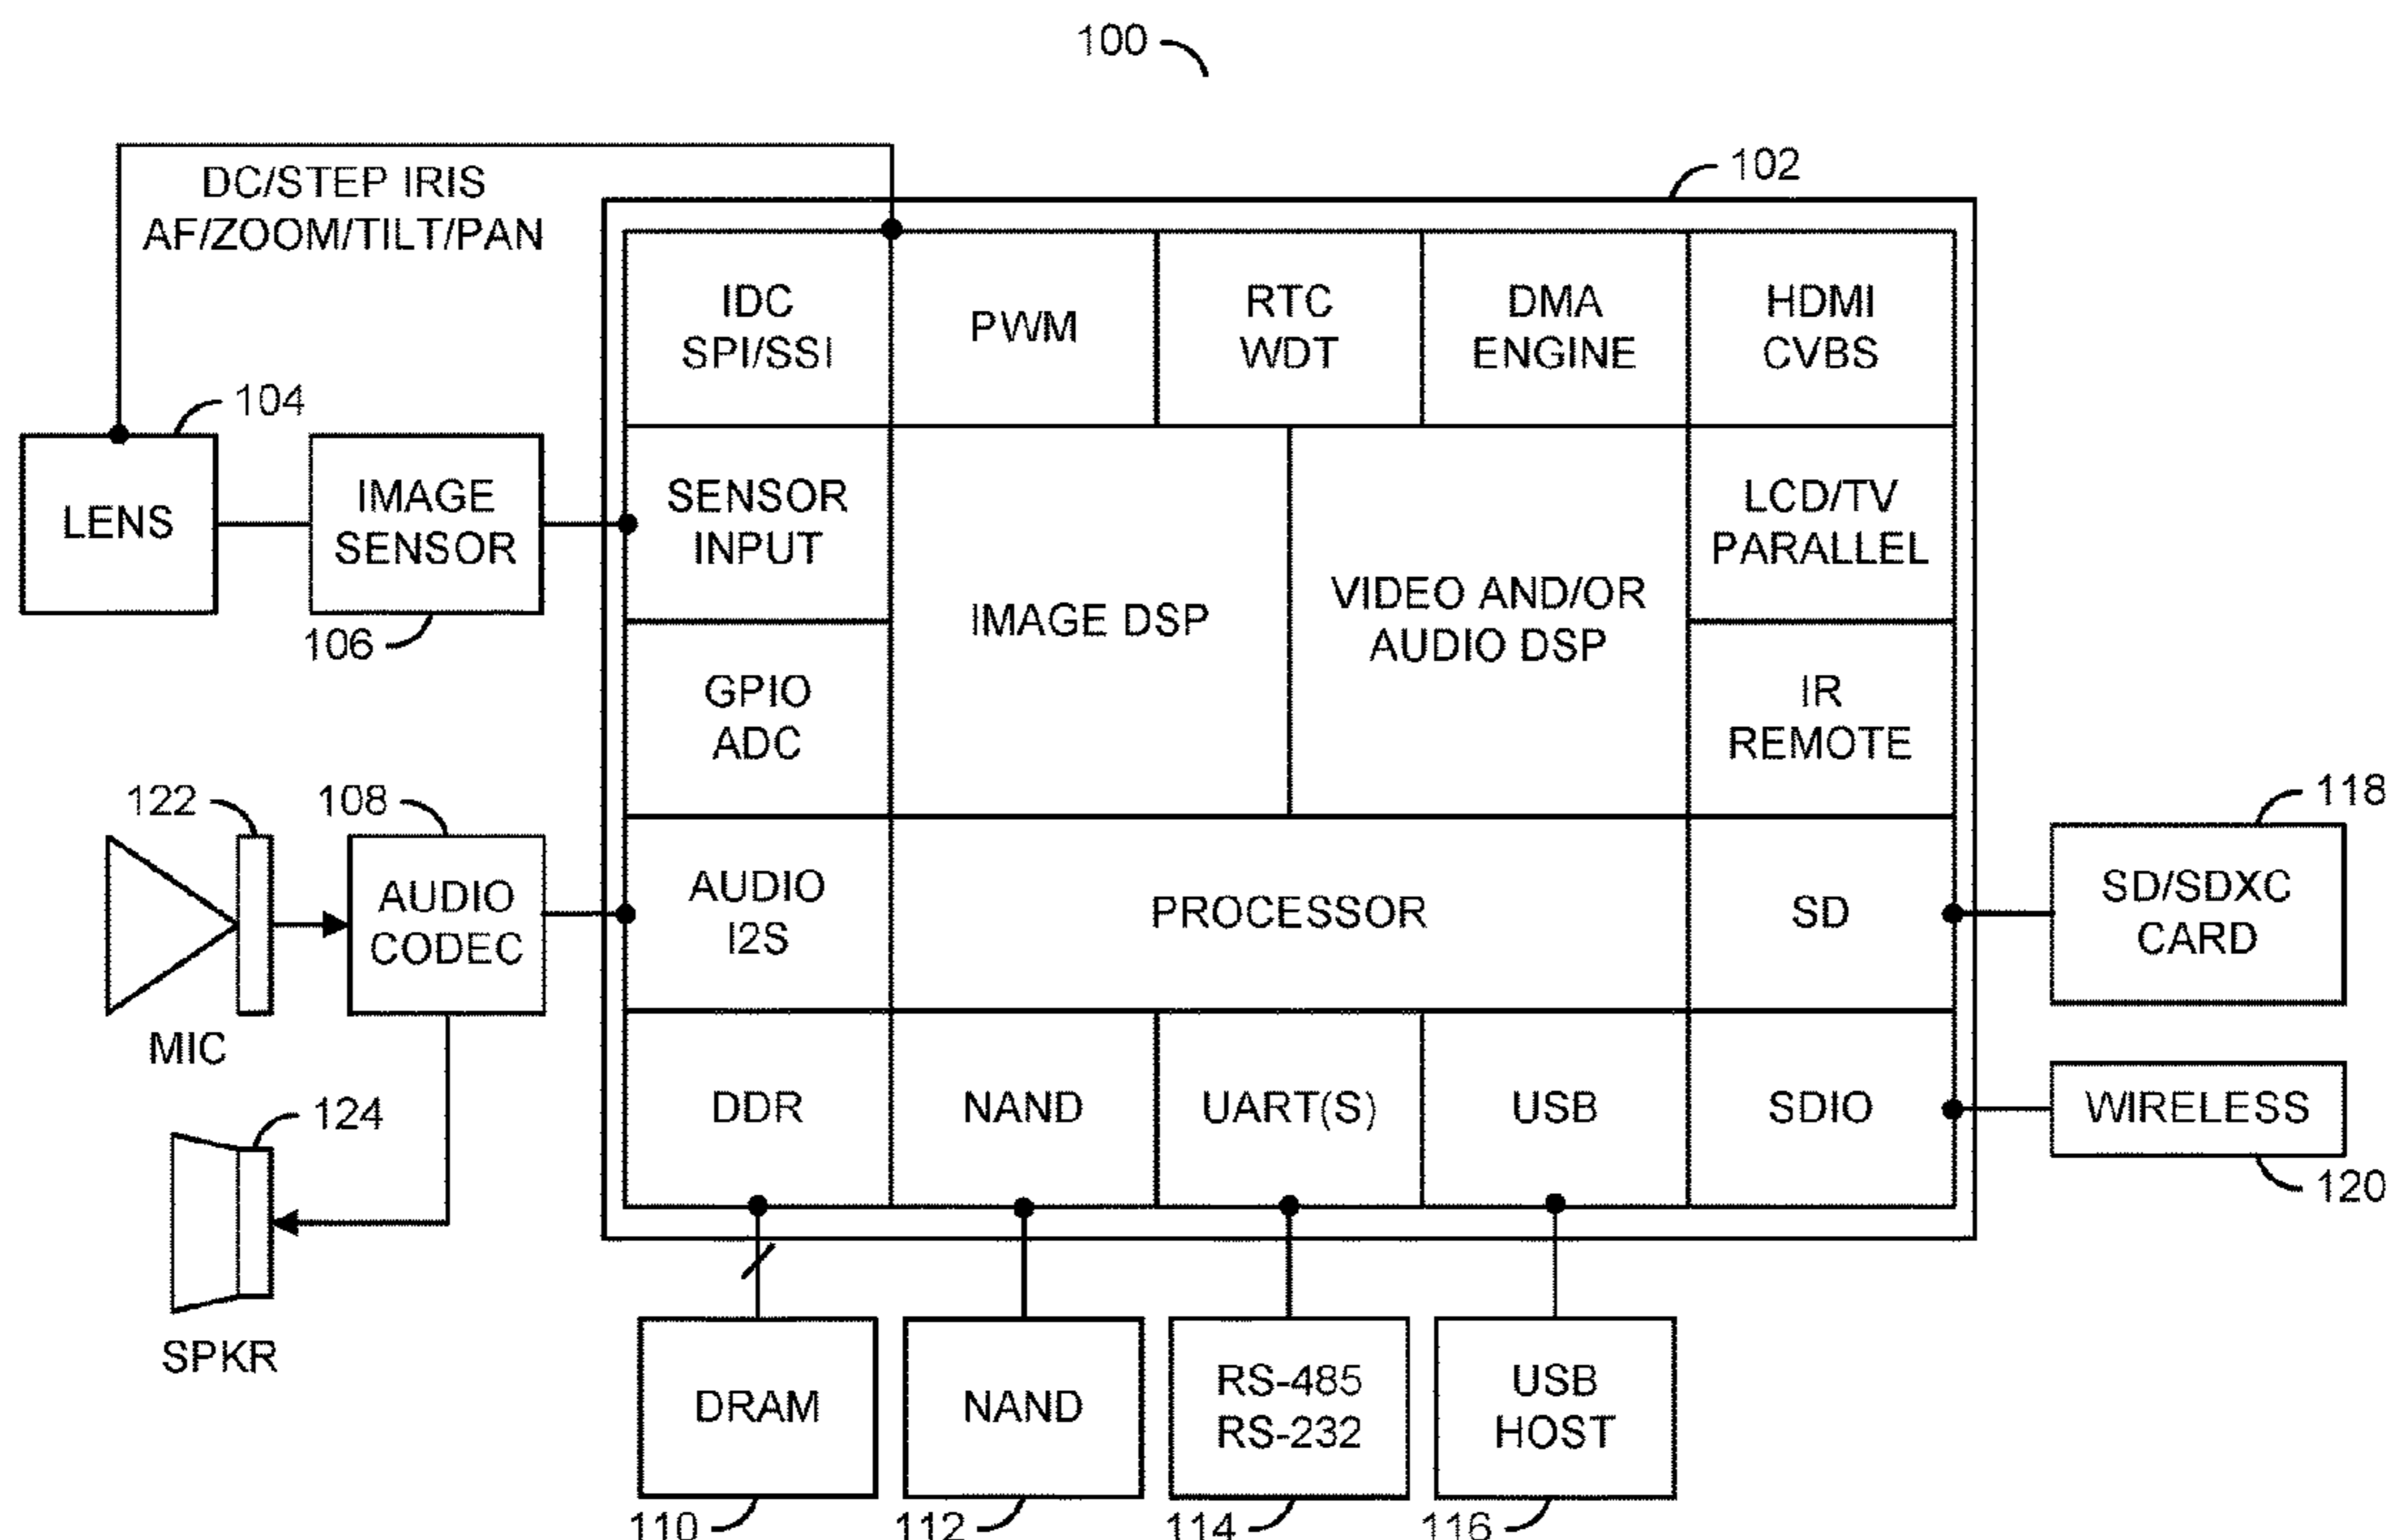 100
102
DC/STEP IRIS
AF/ZOOM/TILT/PAN
IDC
SPI/SSI
PWM
RTC
WDT
DMA
ENGINE
HDMI
CVBS
104
LENS
IMAGE
SENSOR
106
SENSOR
INPUT
IMAGE DSP
VIDEO AND/OR
AUDIO DSP
LCD/TV
PARALLEL
GPIO
ADC
IR
REMOTE
122
MIC
108
AUDIO
CODEC
AUDIO
I2S
PROCESSOR
SD
118
SD/SDXC
CARD
124
SPKR
DDR
NAND
UART(S)
USB
SDIO
WIRELESS
120
DRAM
NAND
RS-485
RS-232
USB
HOST
110
112
114
116